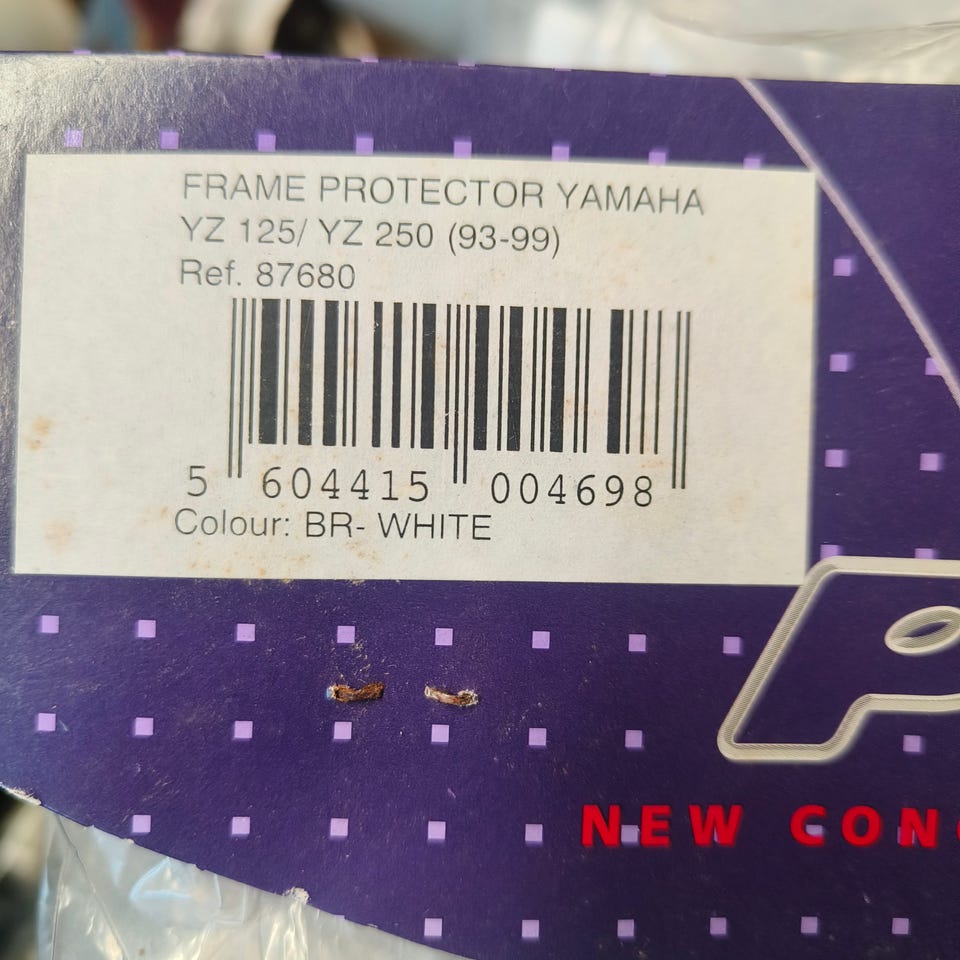 FRAME PROTECTOR YAMAHA
YZ 125/ YZ 250 (93-99)
Ref. 87680
5 604415 004698
Colour: BR- WHITE
P
NEW CON